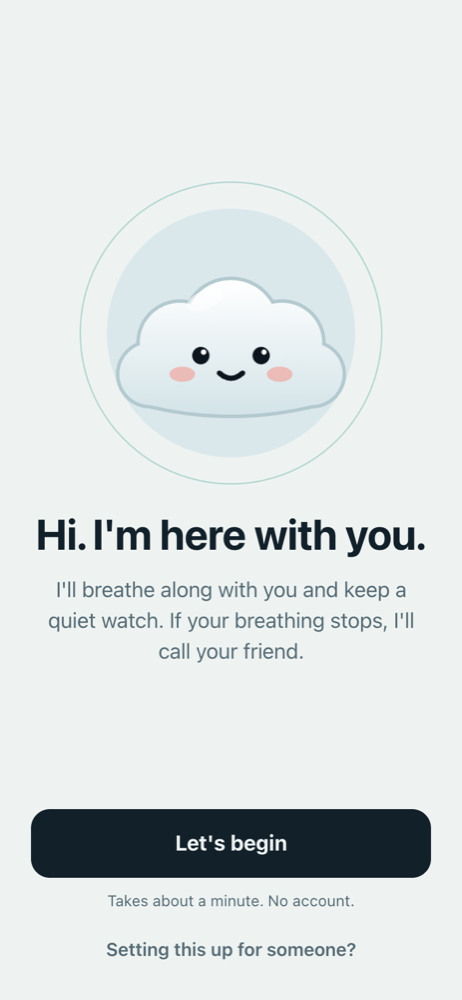 Hi. I'm here with you.
I'll breathe along with you and keep a
quiet watch. If your breathing stops, I'll
call your friend.
Let's begin
Takes about a minute. No account.
Setting this up for someone?